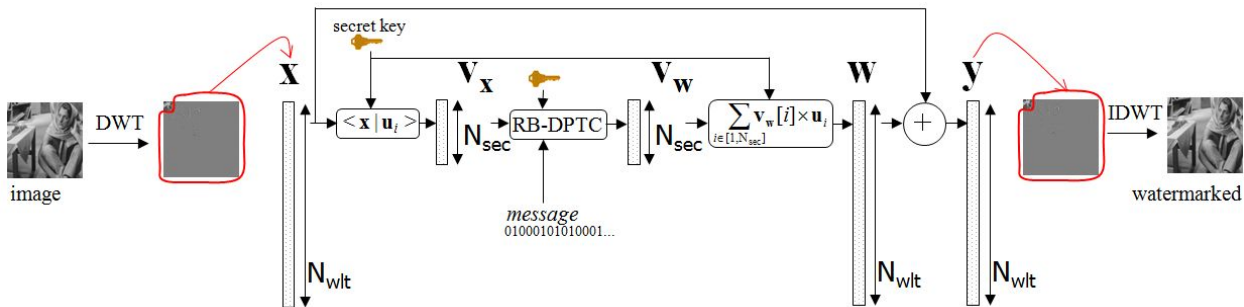 secret key
x
v_x
v_w
w
y
DWT
< x | u_i >
N_sec
RB-DPTC
N_sec
∑ v_w[i] × u_i
i∈[1,N_sec]
+
IDWT
image
watermarked
message
01000101010001...
N_wlt
N_wlt
N_wlt